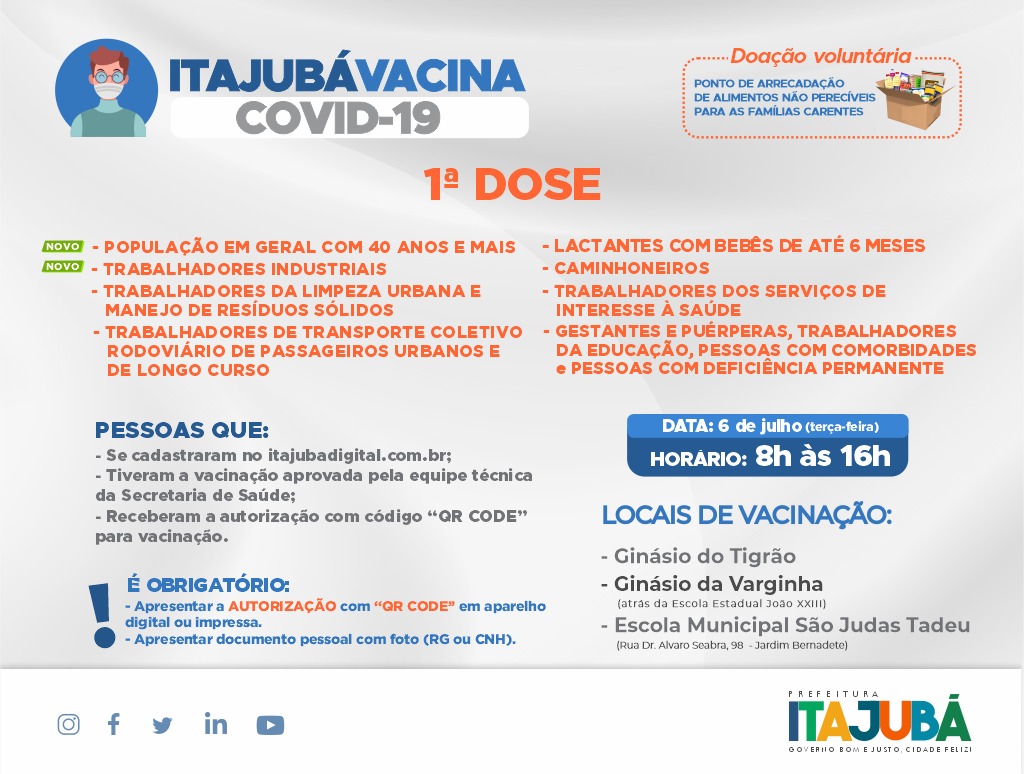 ITAJUBÁVACINA
COVID-19
Doação voluntária
PONTO DE ARRECADAÇÃO
DE ALIMENTOS NÃO PERECÍVEIS
PARA AS FAMÍLIAS CARENTES
1ª DOSE
NOVO - POPULAÇÃO EM GERAL COM 40 ANOS E MAIS
NOVO - TRABALHADORES INDUSTRIAIS
- TRABALHADORES DA LIMPEZA URBANA E
MANEJO DE RESÍDUOS SÓLIDOS
- TRABALHADORES DE TRANSPORTE COLETIVO
RODOVIÁRIO DE PASSAGEIROS URBANOS E
DE LONGO CURSO
- LACTANTES COM BEBÊS DE ATÉ 6 MESES
- CAMINHONEIROS
- TRABALHADORES DOS SERVIÇOS DE
INTERESSE À SAÚDE
- GESTANTES E PUÉRPERAS, TRABALHADORES
DA EDUCAÇÃO, PESSOAS COM COMORBIDADES
e PESSOAS COM DEFICIÊNCIA PERMANENTE
PESSOAS QUE:
- Se cadastraram no itajubadigital.com.br;
- Tiveram a vacinação aprovada pela equipe técnica
da Secretaria de Saúde;
- Receberam a autorização com código “QR CODE”
para vacinação.
! É OBRIGATÓRIO:
- Apresentar a AUTORIZAÇÃO com “QR CODE” em aparelho
digital ou impressa.
- Apresentar documento pessoal com foto (RG ou CNH).
DATA: 6 de julho (terça-feira)
HORÁRIO: 8h às 16h
LOCAIS DE VACINAÇÃO:
- Ginásio do Tigrão
- Ginásio da Varginha
(atrás da Escola Estadual João XXIII)
- Escola Municipal São Judas Tadeu
(Rua Dr. Alvaro Seabra, 98 - Jardim Bernadete)
in
PREFEITURA
ITAJUBÁ
GOVERNO BOM E JUSTO, CIDADE FELIZ!